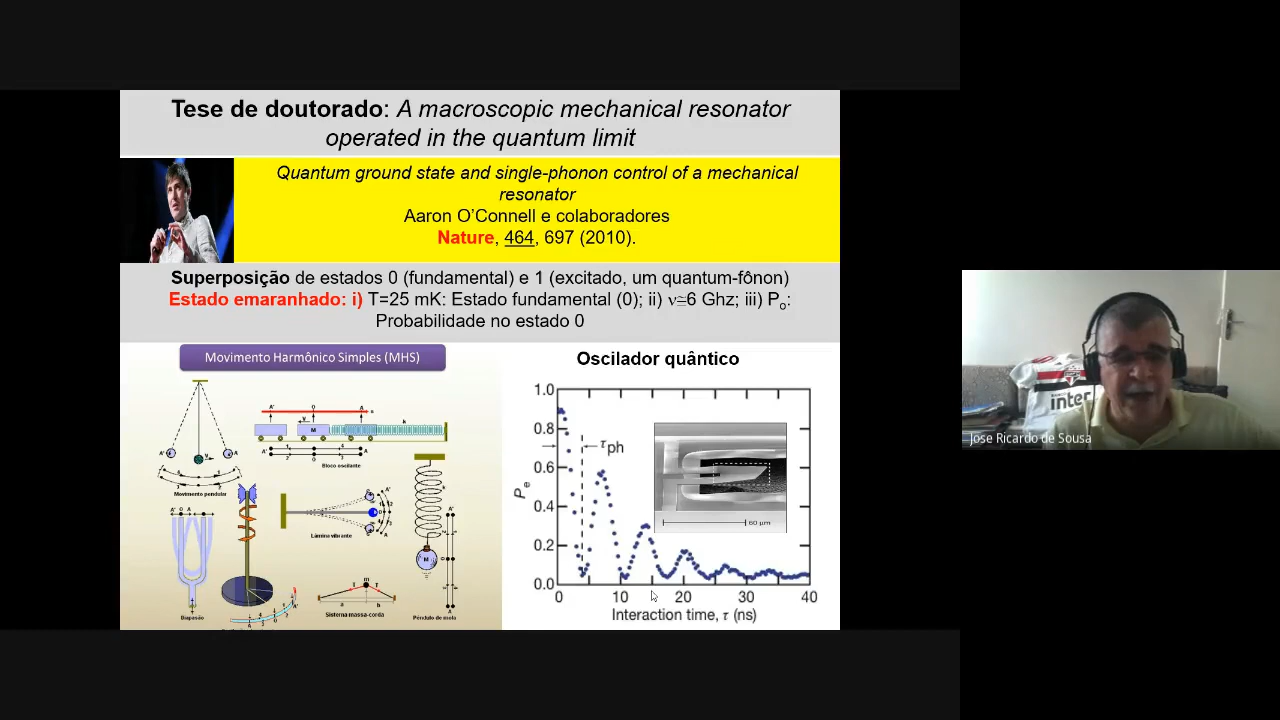 Tese de doutorado: A macroscopic mechanical resonator
operated in the quantum limit
Quantum ground state and single-phonon control of a mechanical
resonator
Aaron O'Connell e colaboradores
Nature, 464, 697 (2010).
Superposição de estados 0 (fundamental) e 1 (excitado, um quantum-fônon)
Estado emaranhado: i) T=25 mK: Estado fundamental (0); ii) ν≃6 Ghz; iii) Po:
Probabilidade no estado 0
Movimento Harmônico Simples (MHS)
Movimento pendular
Bloco oscilante
Lâmina vibrante
Diapasão
Sistema massa-corda
Pêndulo de mola
Oscilador quântico
1.0
0.8
0.6
0.4
0.2
0.0
Pe
τph
60 μm
0 10 20 30 40
Interaction time, τ (ns)
inter
Jose Ricardo de Sousa